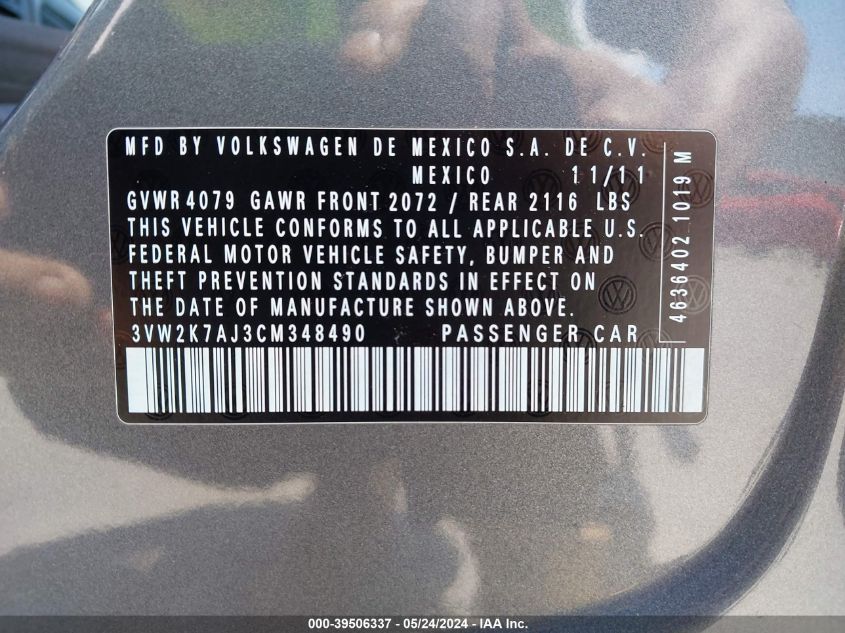 MFD BY VOLKSWAGEN DE MEXICO S.A. DE C.V.
MEXICO 11/11
GVWR 4079 GAWR FRONT 2072 / REAR 2116 LBS
THIS VEHICLE CONFORMS TO ALL APPLICABLE U.S.
FEDERAL MOTOR VEHICLE SAFETY, BUMPER AND
THEFT PREVENTION STANDARDS IN EFFECT ON
THE DATE OF MANUFACTURE SHOWN ABOVE.
3VW2K7AJ3CM348490 PASSENGER CAR
4636402 1019 M
000-39506337 - 05/24/2024 - IAA Inc.